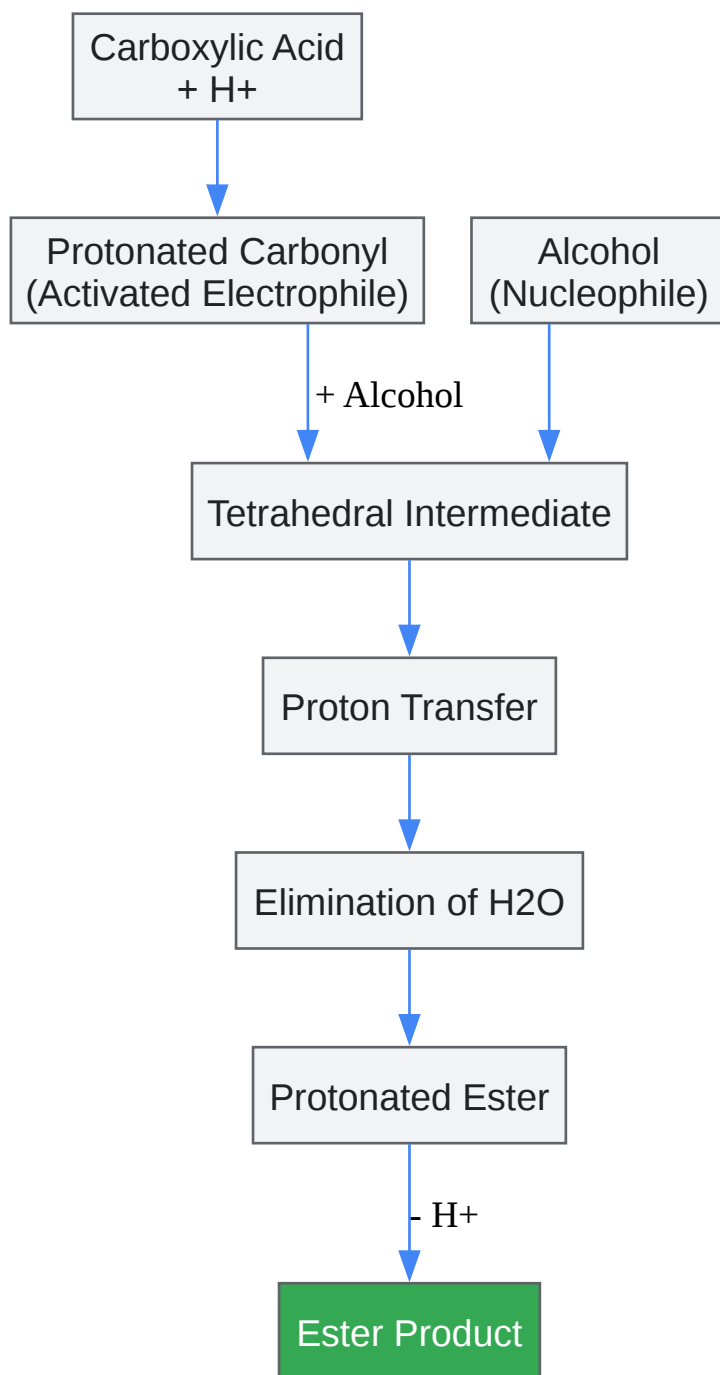 Carboxylic Acid
+ H+
Protonated Carbonyl
(Activated Electrophile)
Alcohol
(Nucleophile)
+ Alcohol
Tetrahedral Intermediate
Proton Transfer
Elimination of H2O
Protonated Ester
- H+
Ester Product